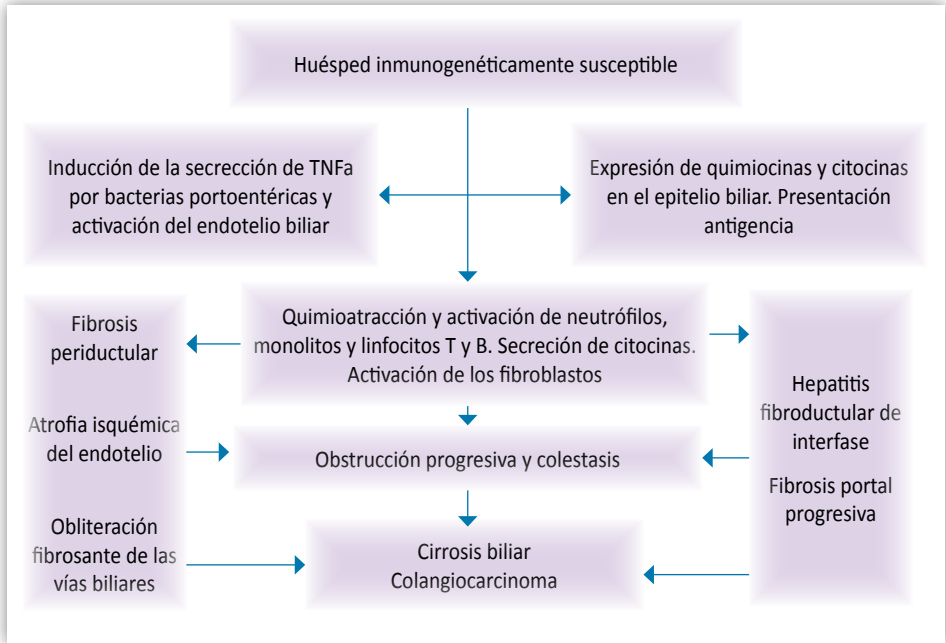 Huésped inmunogenéticamente susceptible
Inducción de la secrección de TNFa
por bacterias portoentéricas y
activación del endotelio biliar
Expresión de quimiocinas y citocinas
en el epitelio biliar. Presentación
antigencia
Fibrosis
periductular
Atrofia isquémica
del endotelio
Obliteración
fibrosante de las
vías biliares
Quimioatracción y activación de neutrófilos,
monolitos y linfocitos T y B. Secreción de citocinas.
Activación de los fibroblastos
Obstrucción progresiva y colestasis
Cirrosis biliar
Colangiocarcinoma
Hepatitis
fibroductular de
interfase
Fibrosis portal
progresiva